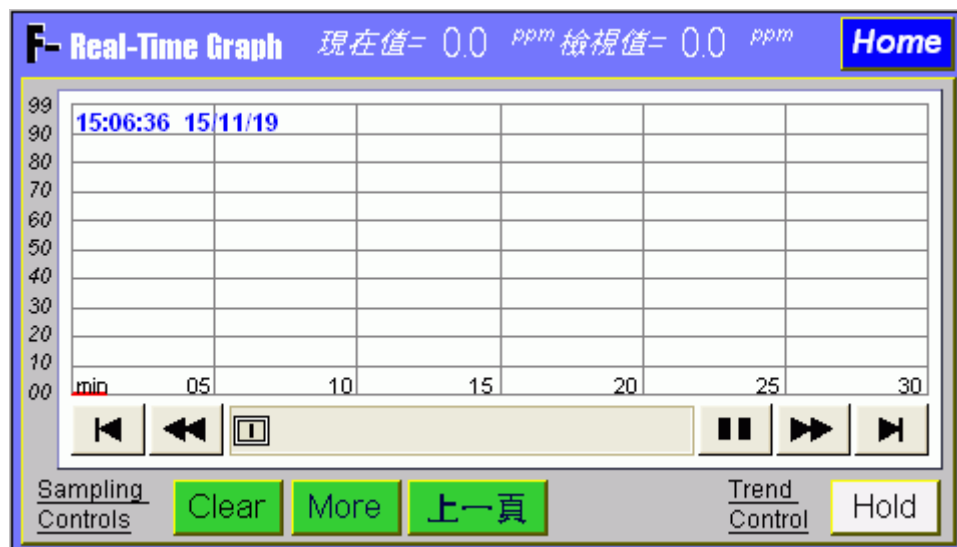 F- Real-Time Graph 現在值= 0.0 ppm 檢視值= 0.0 ppm Home
99
90
80
70
60
50
40
30
20
10
00
15:06:36 15/11/19
min 05 10 15 20 25 30
Sampling Controls
Clear More 上一頁
Trend Control
Hold